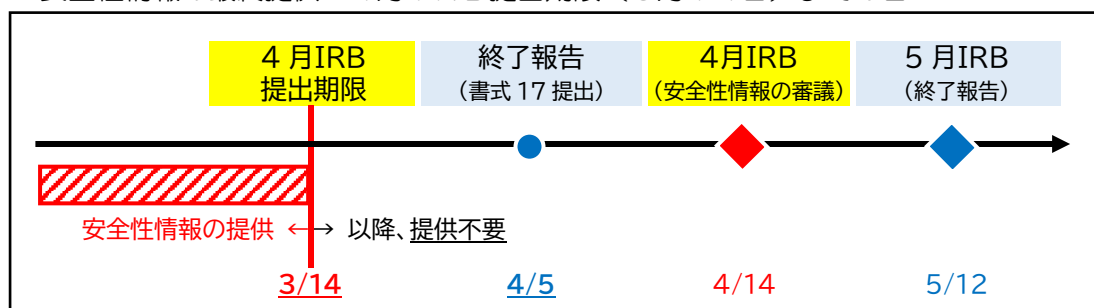 4月IRB
提出期限
終了報告
（書式17提出）
4月IRB
（安全性情報の審議）
5月IRB
（終了報告）
安全性情報の提供 ←→ 以降、提供不要
3/14
4/5
4/14
5/12